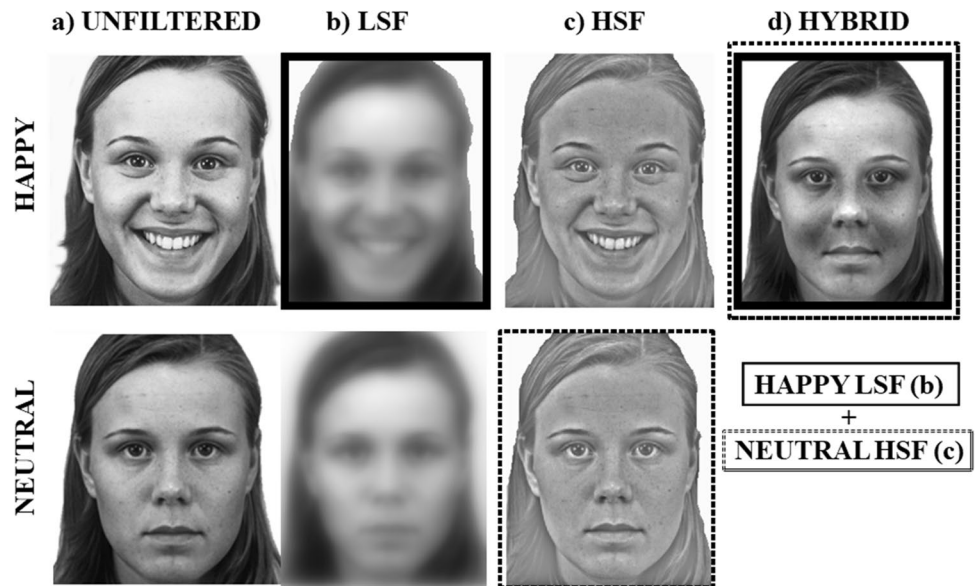 a) UNFILTERED b) LSF c) HSF d) HYBRID
HAPPY
NEUTRAL
HAPPY LSF (b)
+
NEUTRAL HSF (c)